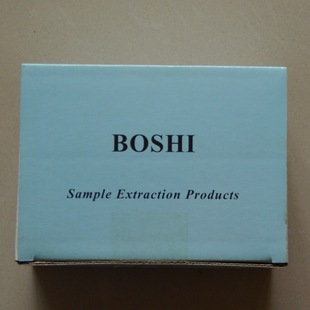 BOSHI
Sample Extraction Products